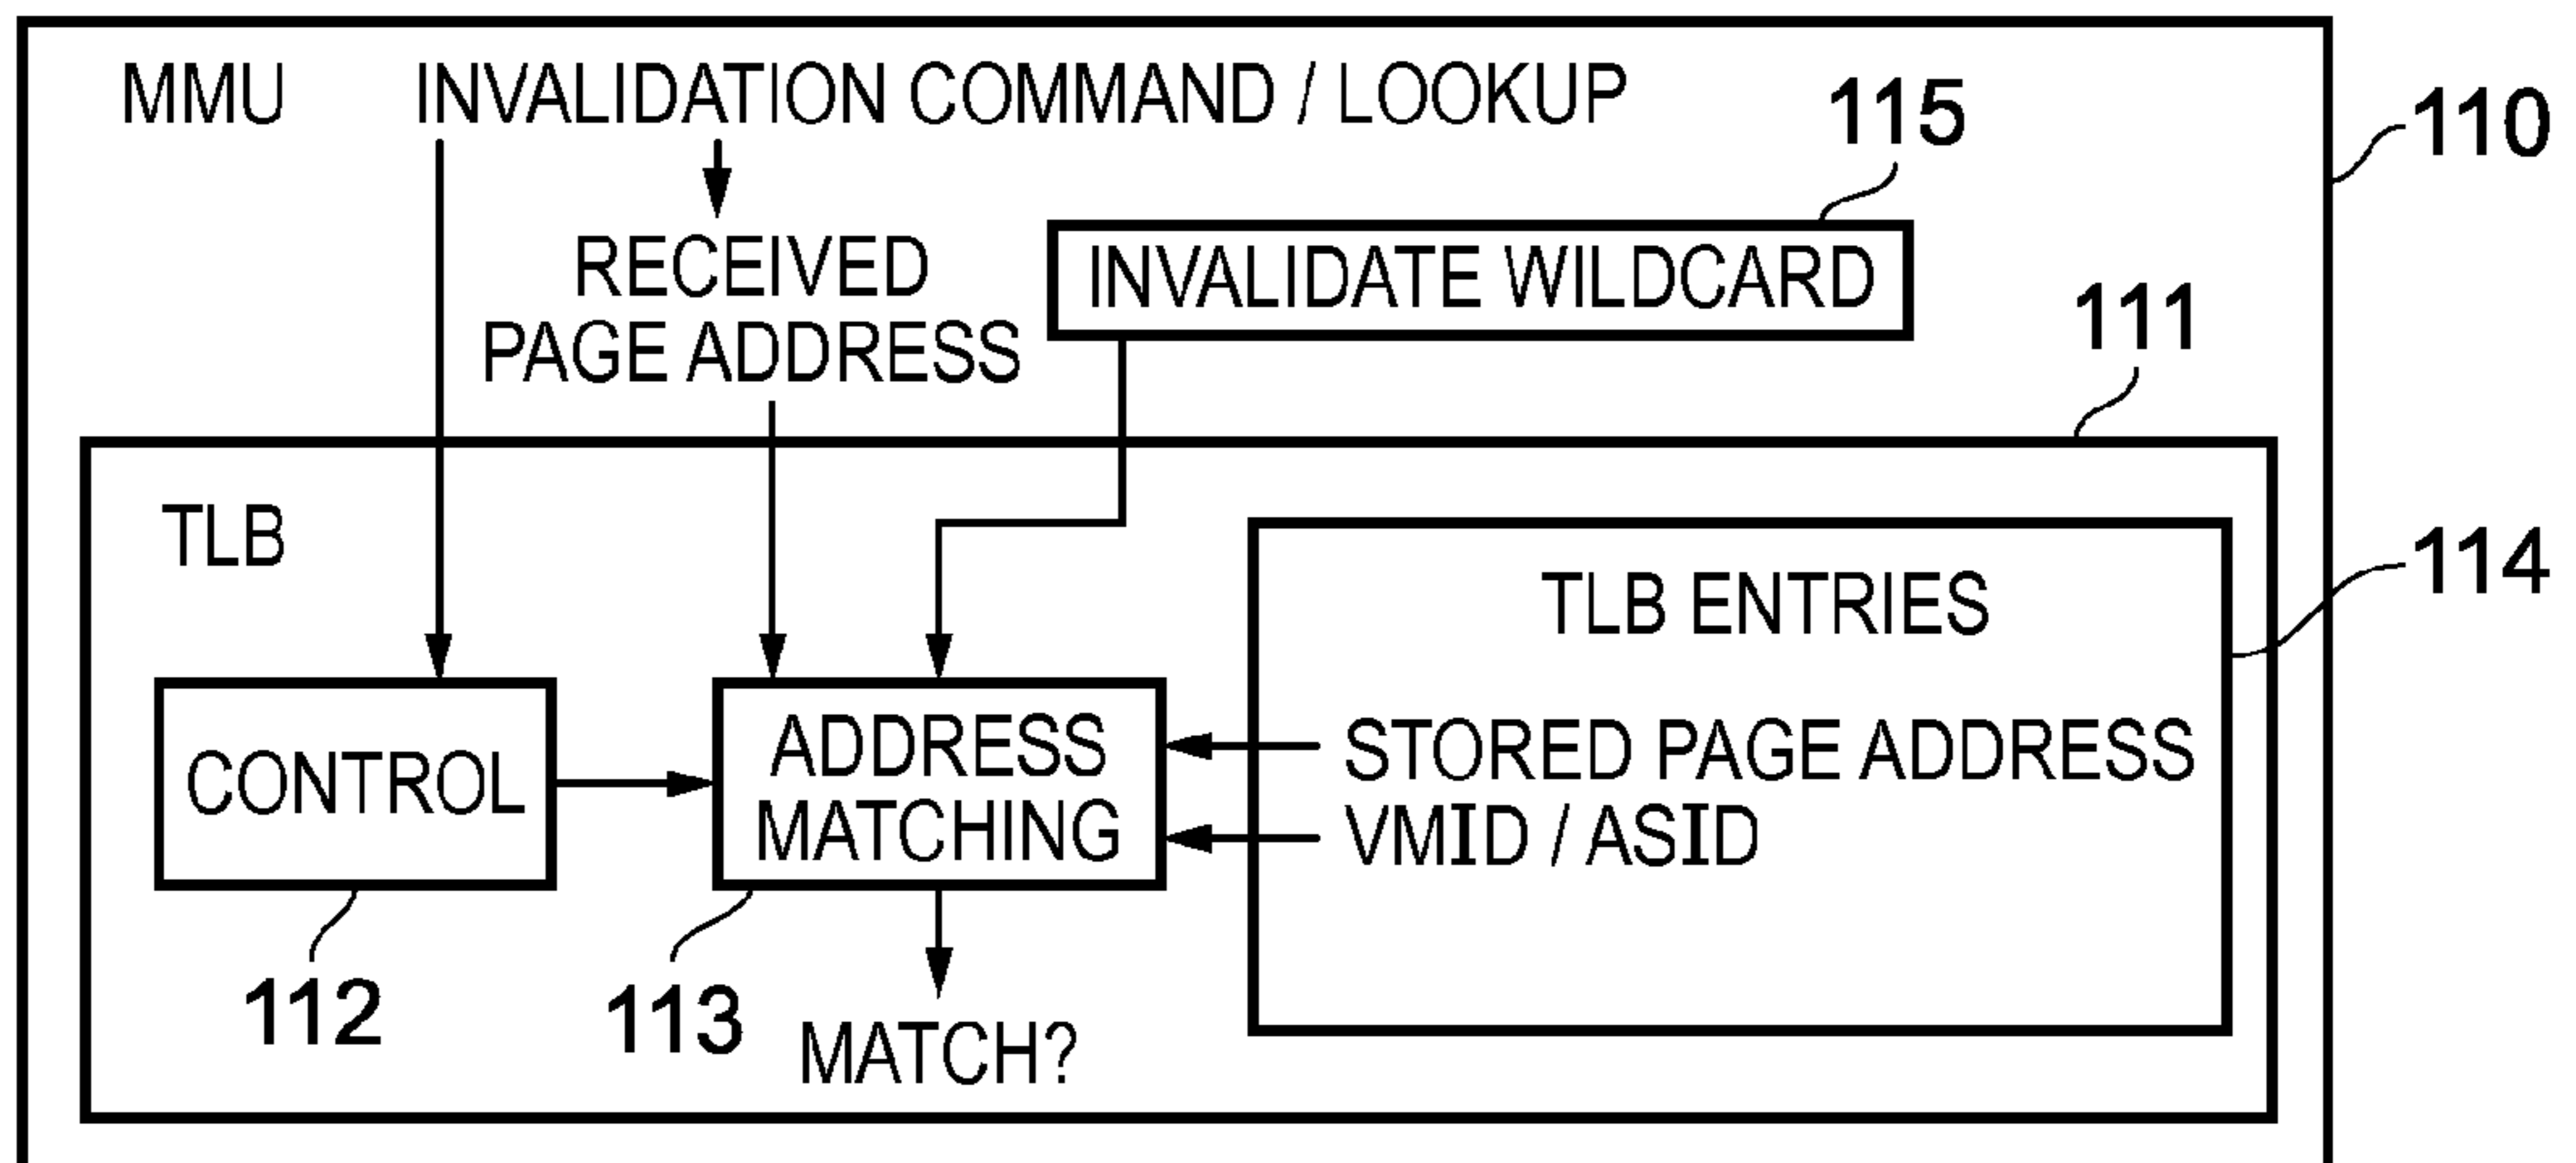 MMU
INVALIDATION COMMAND / LOOKUP
115
110
RECEIVED
PAGE ADDRESS
INVALIDATE WILDCARD
111
TLB
TLB ENTRIES
114
CONTROL
ADDRESS
MATCHING
STORED PAGE ADDRESS
VMID / ASID
112
113
MATCH?